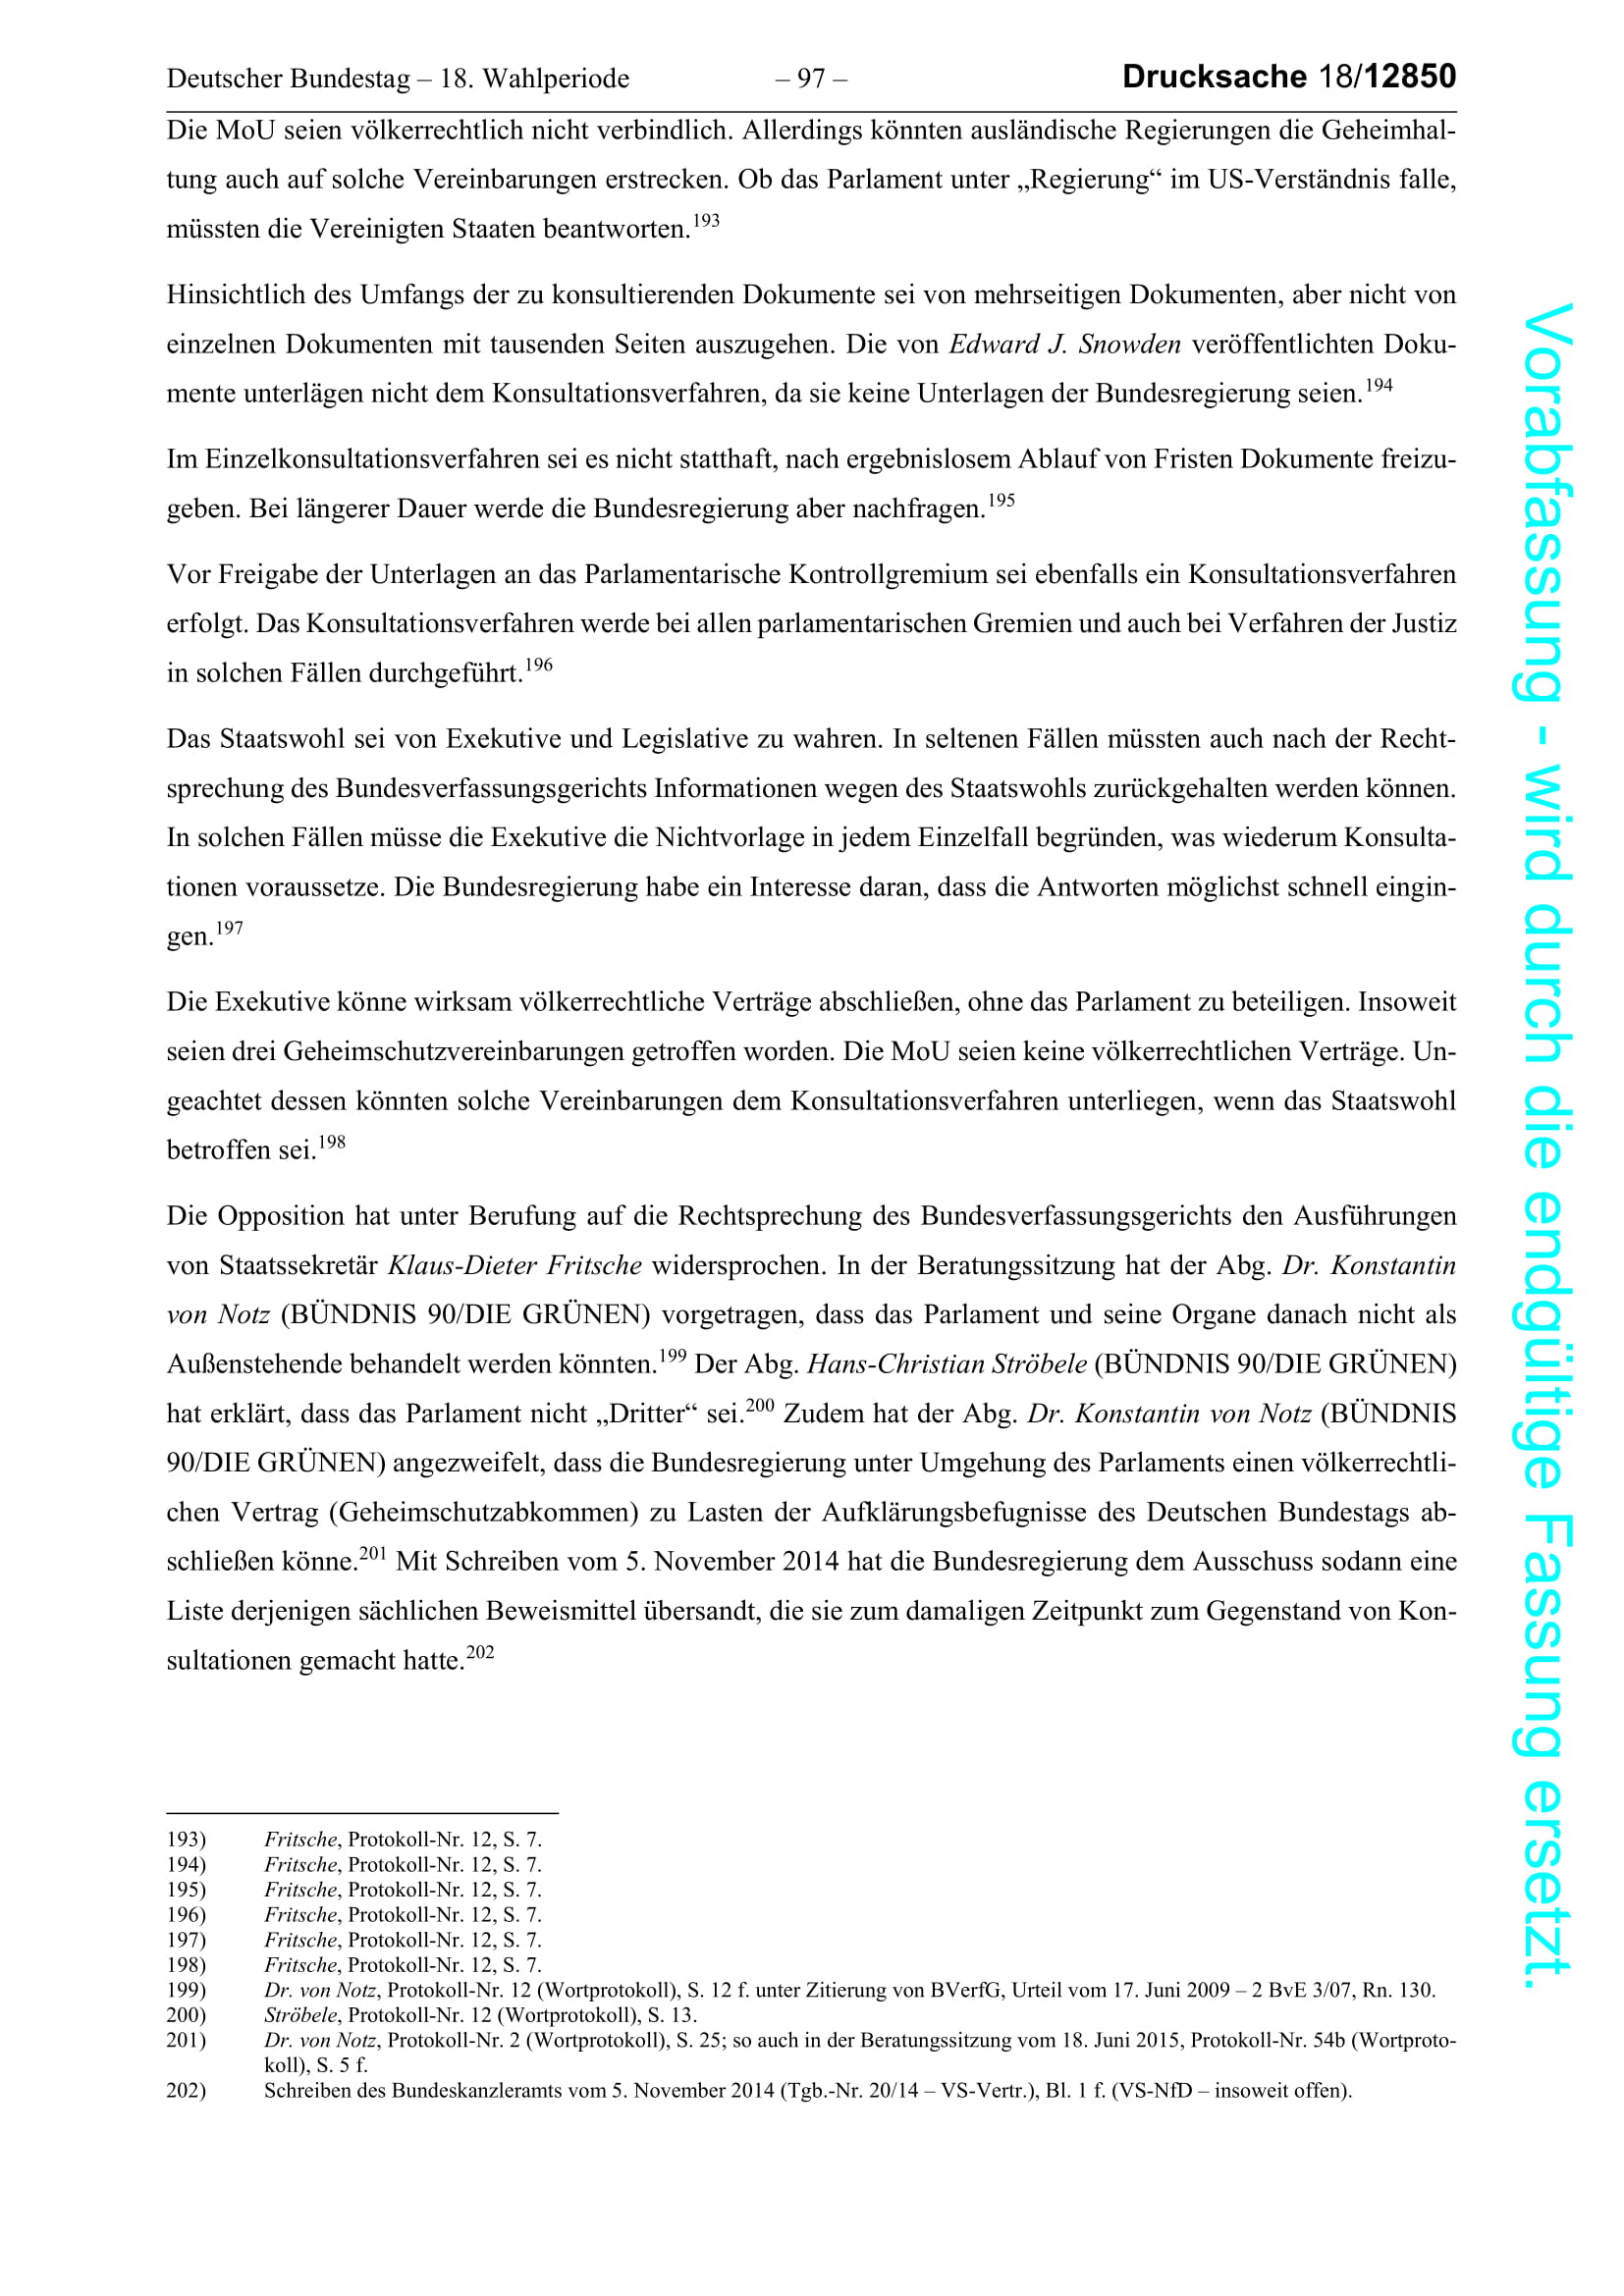 Deutscher Bundestag – 18. Wahlperiode – 97 – Drucksache 18/12850
Die MoU seien völkerrechtlich nicht verbindlich. Allerdings könnten ausländische Regierungen die Geheimhal-
tung auch auf solche Vereinbarungen erstrecken. Ob das Parlament unter „Regierung“ im US-Verständnis falle,
müssten die Vereinigten Staaten beantworten.193
Hinsichtlich des Umfangs der zu konsultierenden Dokumente sei von mehrseitigen Dokumenten, aber nicht von
einzelnen Dokumenten mit tausenden Seiten auszugehen. Die von Edward J. Snowden veröffentlichten Doku-
mente unterlägen nicht dem Konsultationsverfahren, da sie keine Unterlagen der Bundesregierung seien.194
Im Einzelkonsultationsverfahren sei es nicht statthaft, nach ergebnislosem Ablauf von Fristen Dokumente freizu-
geben. Bei längerer Dauer werde die Bundesregierung aber nachfragen.195
Vor Freigabe der Unterlagen an das Parlamentarische Kontrollgremium sei ebenfalls ein Konsultationsverfahren
erfolgt. Das Konsultationsverfahren werde bei allen parlamentarischen Gremien und auch bei Verfahren der Justiz
in solchen Fällen durchgeführt.196
Das Staatswohl sei von Exekutive und Legislative zu wahren. In seltenen Fällen müssten auch nach der Recht-
sprechung des Bundesverfassungsgerichts Informationen wegen des Staatswohls zurückgehalten werden können.
In solchen Fällen müsse die Exekutive die Nichtvorlage in jedem Einzelfall begründen, was wiederum Konsulta-
tionen voraussetze. Die Bundesregierung habe ein Interesse daran, dass die Antworten möglichst schnell eingin-
gen.197
Die Exekutive könne wirksam völkerrechtliche Verträge abschließen, ohne das Parlament zu beteiligen. Insoweit
seien drei Geheimschutzvereinbarungen getroffen worden. Die MoU seien keine völkerrechtlichen Verträge. Un-
geachtet dessen könnten solche Vereinbarungen dem Konsultationsverfahren unterliegen, wenn das Staatswohl
betroffen sei.198
Die Opposition hat unter Berufung auf die Rechtsprechung des Bundesverfassungsgerichts den Ausführungen
von Staatssekretär Klaus-Dieter Fritsche widersprochen. In der Beratungssitzung hat der Abg. Dr. Konstantin
von Notz (BÜNDNIS 90/DIE GRÜNEN) vorgetragen, dass das Parlament und seine Organe danach nicht als
Außenstehende behandelt werden könnten.199 Der Abg. Hans-Christian Ströbele (BÜNDNIS 90/DIE GRÜNEN)
hat erklärt, dass das Parlament nicht „Dritter“ sei.200 Zudem hat der Abg. Dr. Konstantin von Notz (BÜNDNIS
90/DIE GRÜNEN) angezweifelt, dass die Bundesregierung unter Umgehung des Parlaments einen völkerrechtli-
chen Vertrag (Geheimschutzabkommen) zu Lasten der Aufklärungsbefugnisse des Deutschen Bundestags ab-
schließen könne.201 Mit Schreiben vom 5. November 2014 hat die Bundesregierung dem Ausschuss sodann eine
Liste derjenigen sächlichen Beweismittel übersandt, die sie zum damaligen Zeitpunkt zum Gegenstand von Kon-
sultationen gemacht hatte.202
193) Fritsche, Protokoll-Nr. 12, S. 7.
194) Fritsche, Protokoll-Nr. 12, S. 7.
195) Fritsche, Protokoll-Nr. 12, S. 7.
196) Fritsche, Protokoll-Nr. 12, S. 7.
197) Fritsche, Protokoll-Nr. 12, S. 7.
198) Fritsche, Protokoll-Nr. 12, S. 7.
199) Dr. von Notz, Protokoll-Nr. 12 (Wortprotokoll), S. 12 f. unter Zitierung von BVerfG, Urteil vom 17. Juni 2009 – 2 BvE 3/07, Rn. 130.
200) Ströbele, Protokoll-Nr. 12 (Wortprotokoll), S. 13.
201) Dr. von Notz, Protokoll-Nr. 2 (Wortprotokoll), S. 25; so auch in der Beratungssitzung vom 18. Juni 2015, Protokoll-Nr. 54b (Wortproto-
koll), S. 5 f.
202) Schreiben des Bundeskanzleramts vom 5. November 2014 (Tgb.-Nr. 20/14 – VS-Vertr.), Bl. 1 f. (VS-NfD – insoweit offen).
Vorabfassung - wird durch die endgültige Fassung ersetzt.